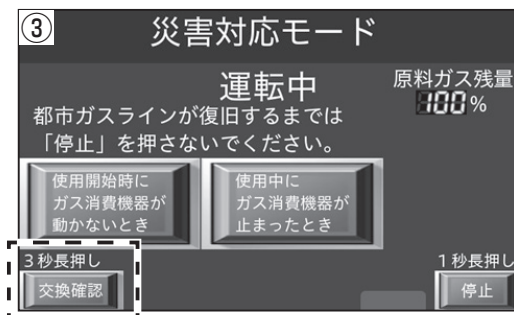 ③
災害対応モード
運転中
原料ガス残量
100%
都市ガスラインが復旧するまでは
「停止」を押さないでください。
使用開始時に
ガス消費機器が
動かないとき
使用中に
ガス消費機器が
止まったとき
3秒長押し
交換確認
1秒長押し
停止